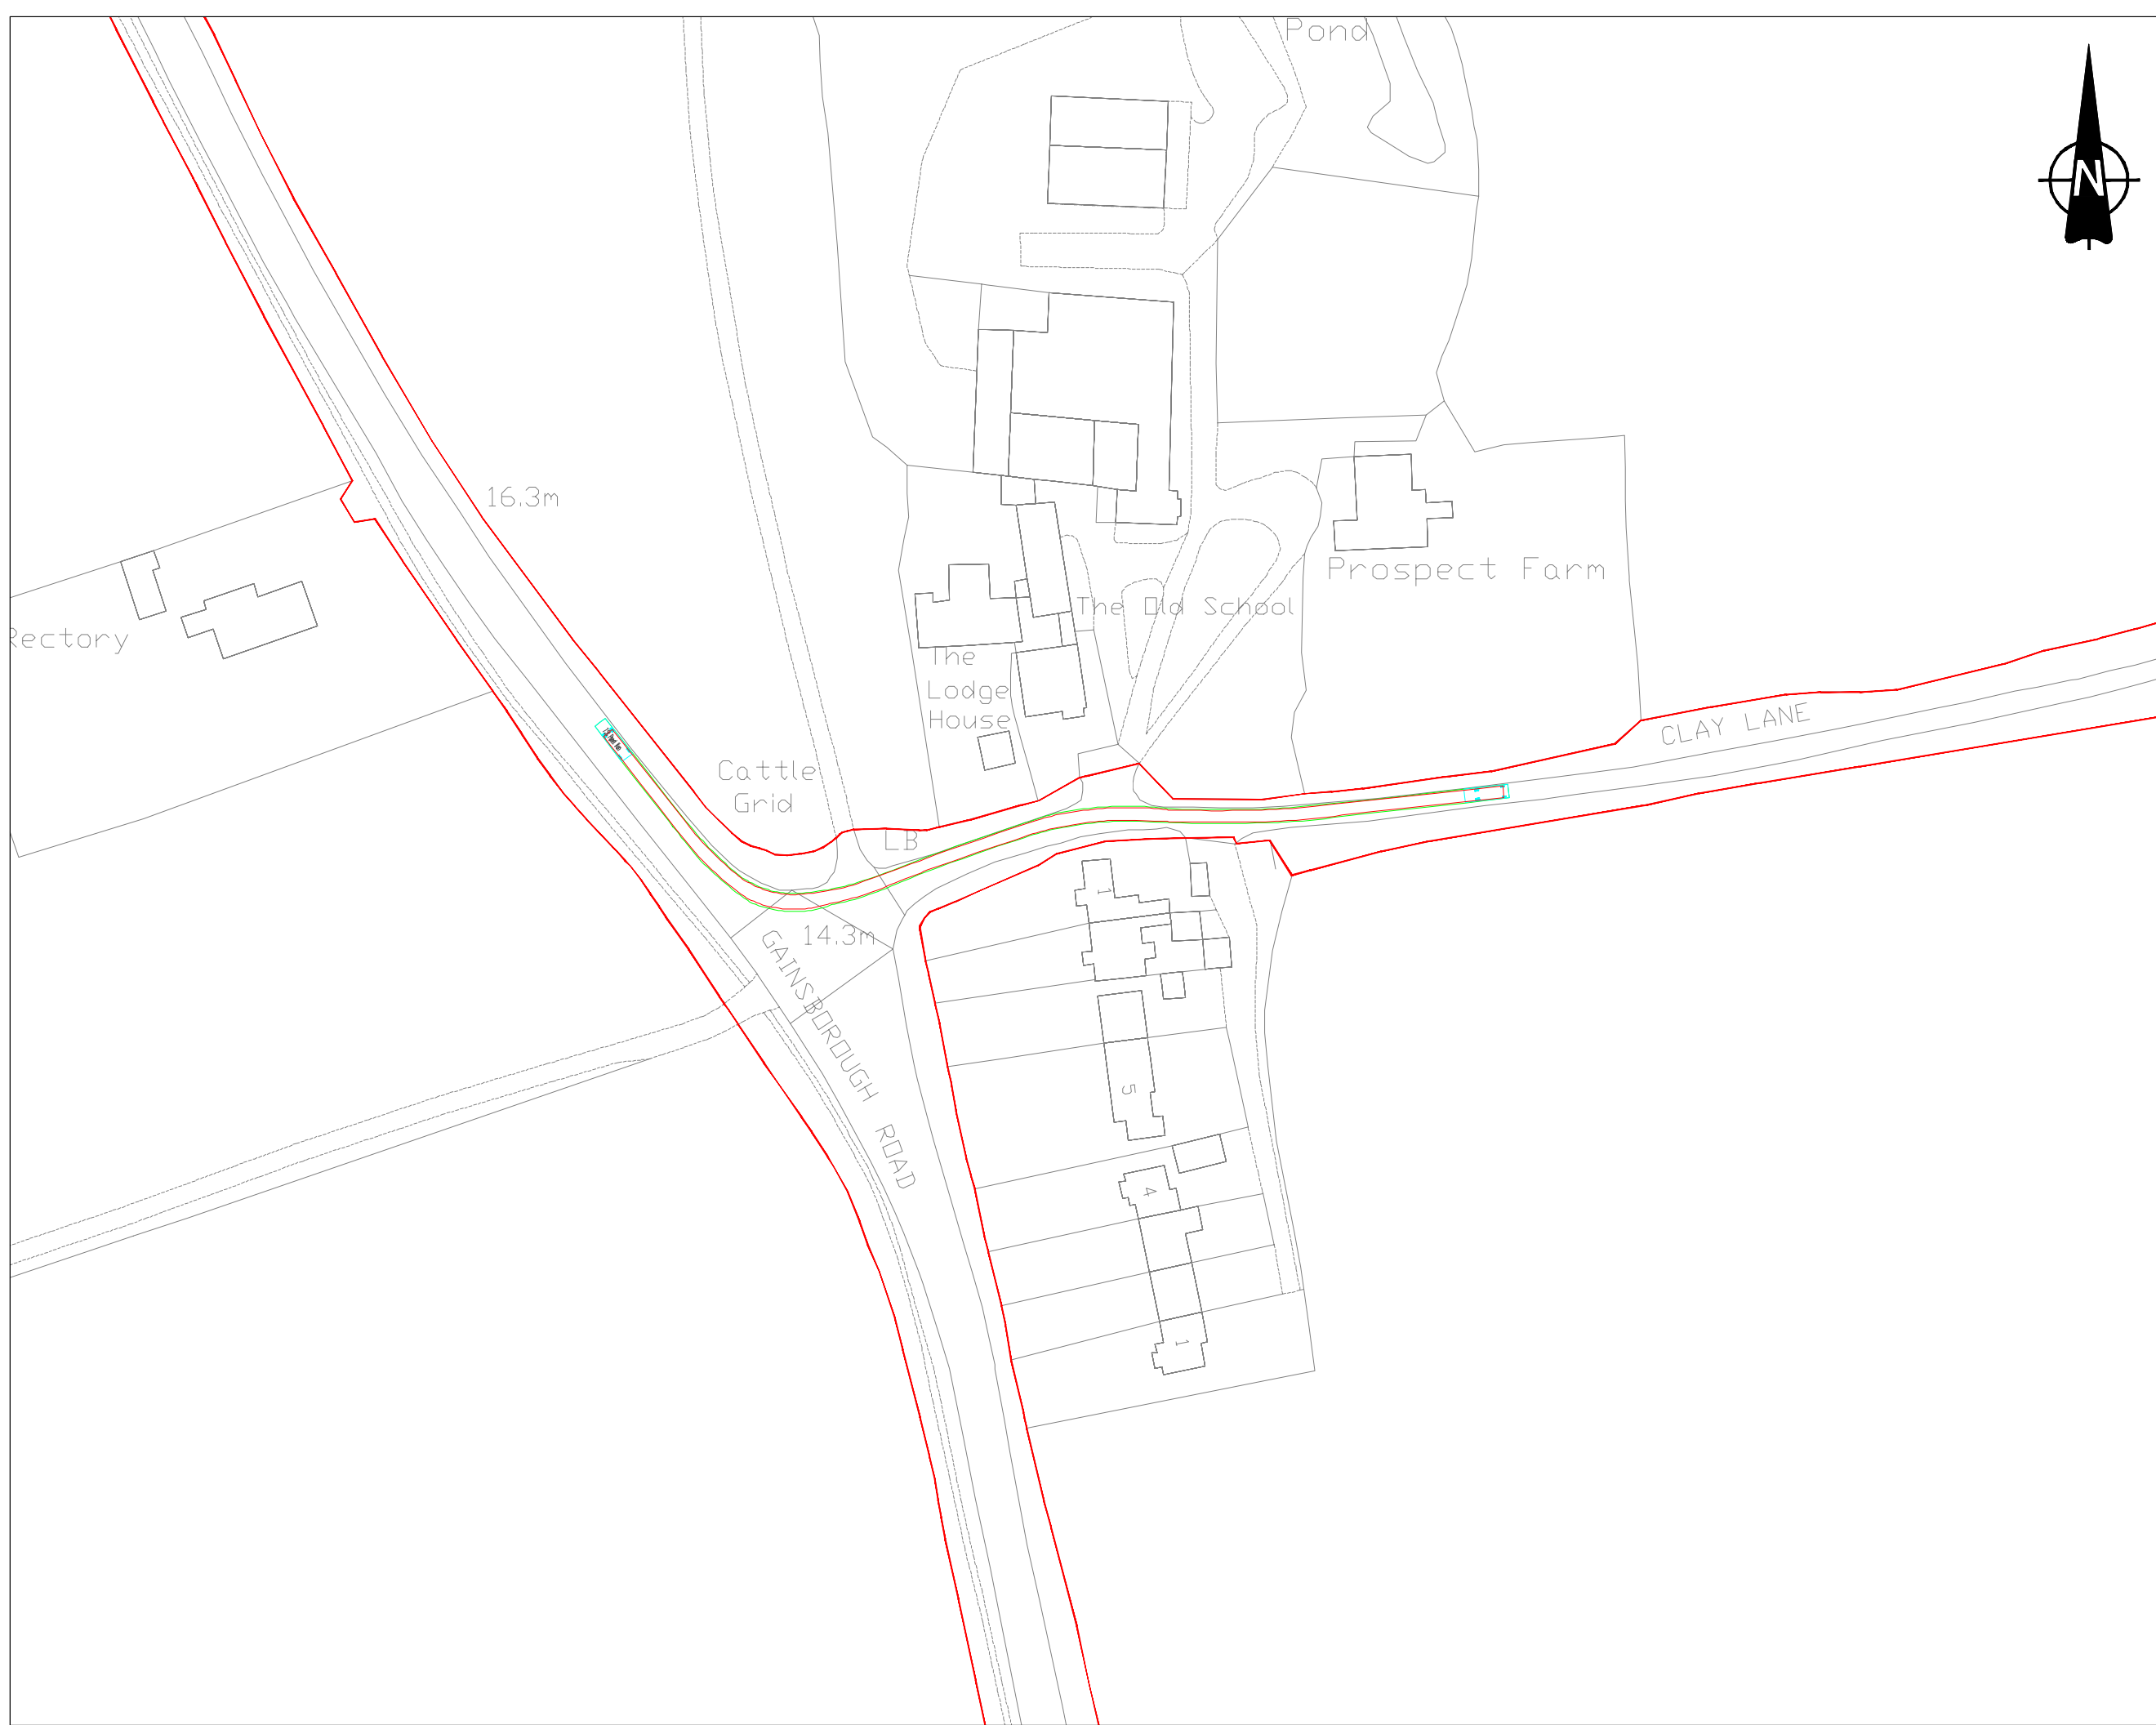 Pond
N
16.3m
Prospect Farm
Rectory
The Old School
The
Lodge
House
CLAY LANE
Cattle
Grid
LB
1
14.3m
GAINSBOROUGH ROAD
5
4
1